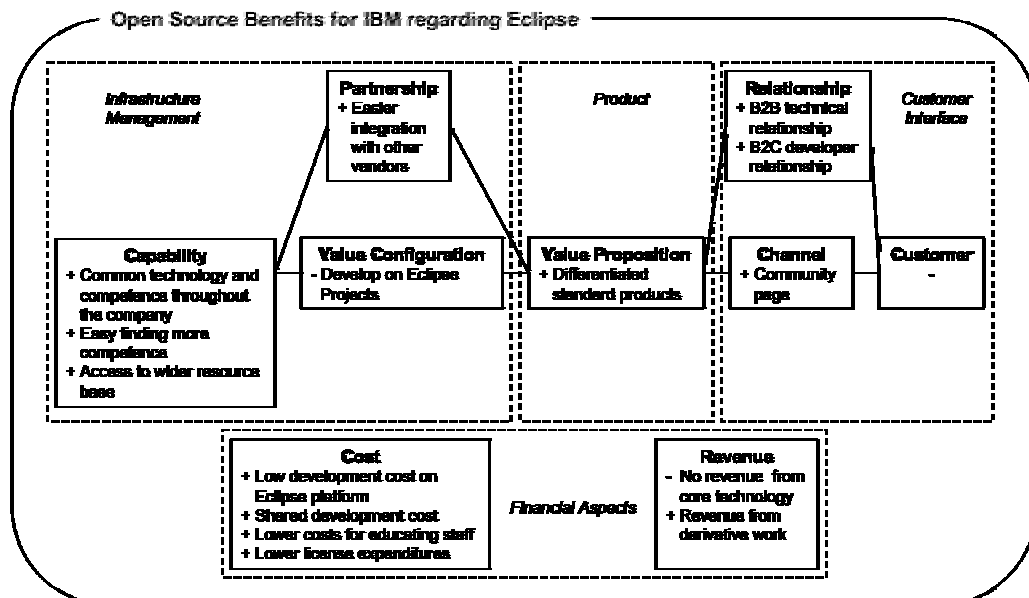 Open Source Benefits for IBM regarding Eclipse
Infrastructure
Management
Partnership
+ Easier
integration
with other
vendors
Product
Relationship
+ B2B technical
relationship
+ B2C developer
relationship
Customer
Interface
Capability
+ Common technology and
competence throughout
the company
+ Easy finding more
competence
+ Access to wider resource
base
Value Configuration
- Develop on Eclipse
Projects
Value Proposition
+ Differentiated
standard products
Channel
+ Community
page
Customer
-
Cost
+ Low development cost on
Eclipse platform
+ Shared development cost
+ Lower costs for educating staff
+ Lower license expenditures
Financial Aspects
Revenue
- No revenue from
core technology
+ Revenue from
derivative work